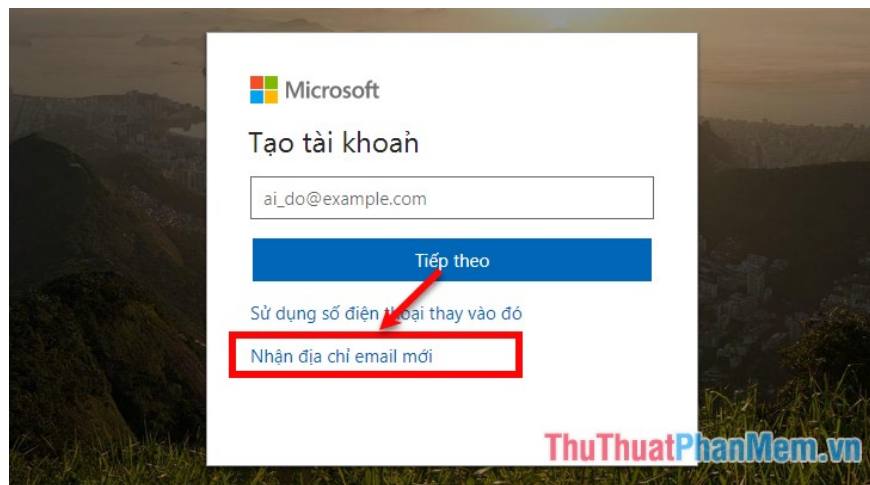 Microsoft
Tạo tài khoản
ai_do@example.com
Tiếp theo
Sử dụng số điện thoại thay vào đó
Nhận địa chỉ email mới
ThuThuatPhanMem.vn